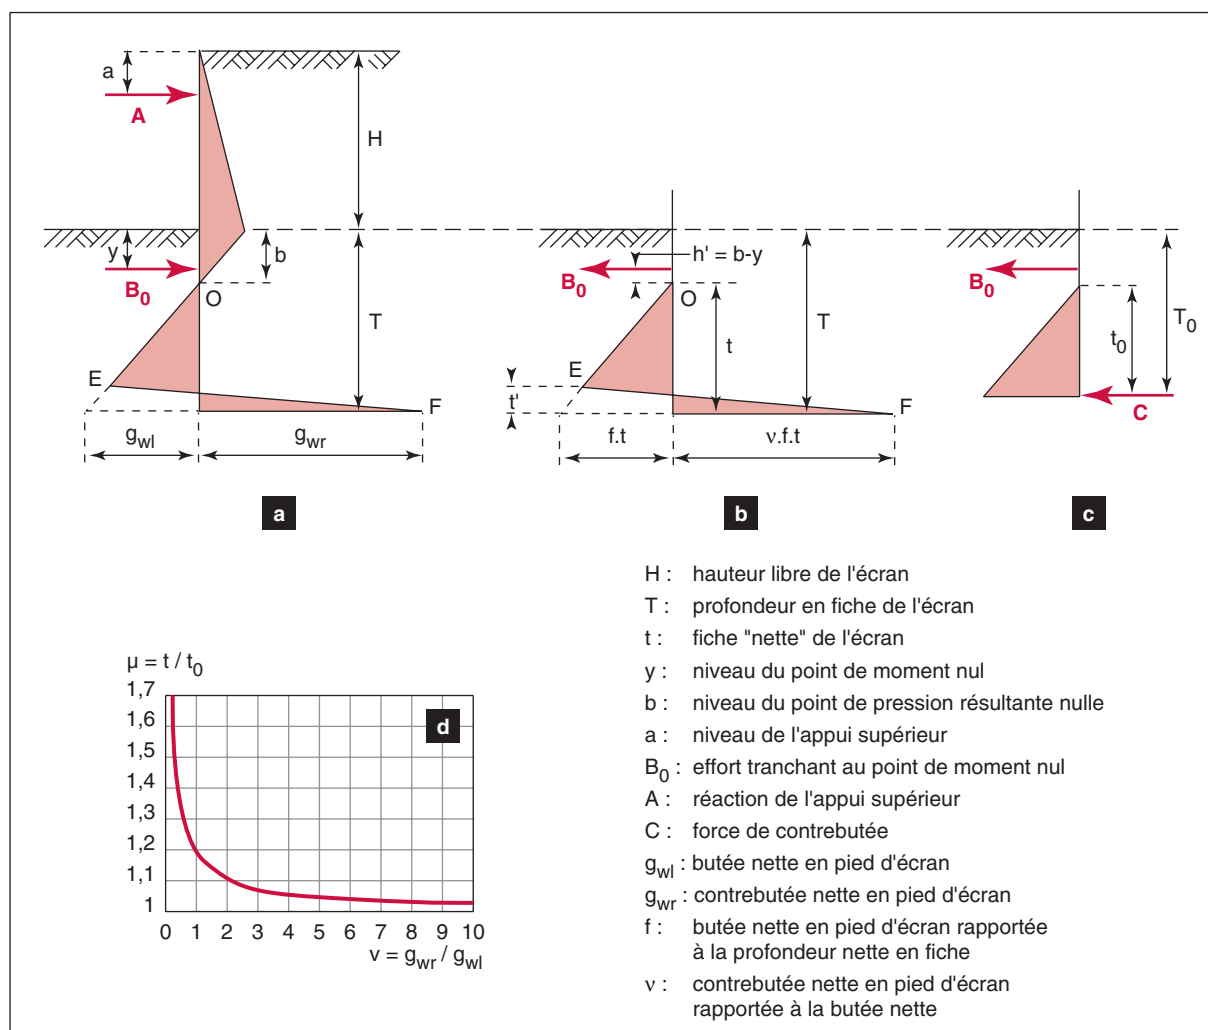 a
A
H
y
b
B0
O
T
E
F
gwl
gwr
a
h' = b-y
B0
O
t
T
E
t'
F
f.t
ν.f.t
b
B0
t0
T0
C
c
H : hauteur libre de l'écran
T : profondeur en fiche de l'écran
t : fiche "nette" de l'écran
y : niveau du point de moment nul
b : niveau du point de pression résultante nulle
a : niveau de l'appui supérieur
B0 : effort tranchant au point de moment nul
A : réaction de l'appui supérieur
C : force de contrebutée
gwl : butée nette en pied d'écran
gwr : contrebutée nette en pied d'écran
f : butée nette en pied d'écran rapportée
à la profondeur nette en fiche
ν : contrebutée nette en pied d'écran
rapportée à la butée nette
μ = t / t0
1,7
1,6
1,5
1,4
1,3
1,2
1,1
1
d
0 1 2 3 4 5 6 7 8 9 10
v = gwr / gwl